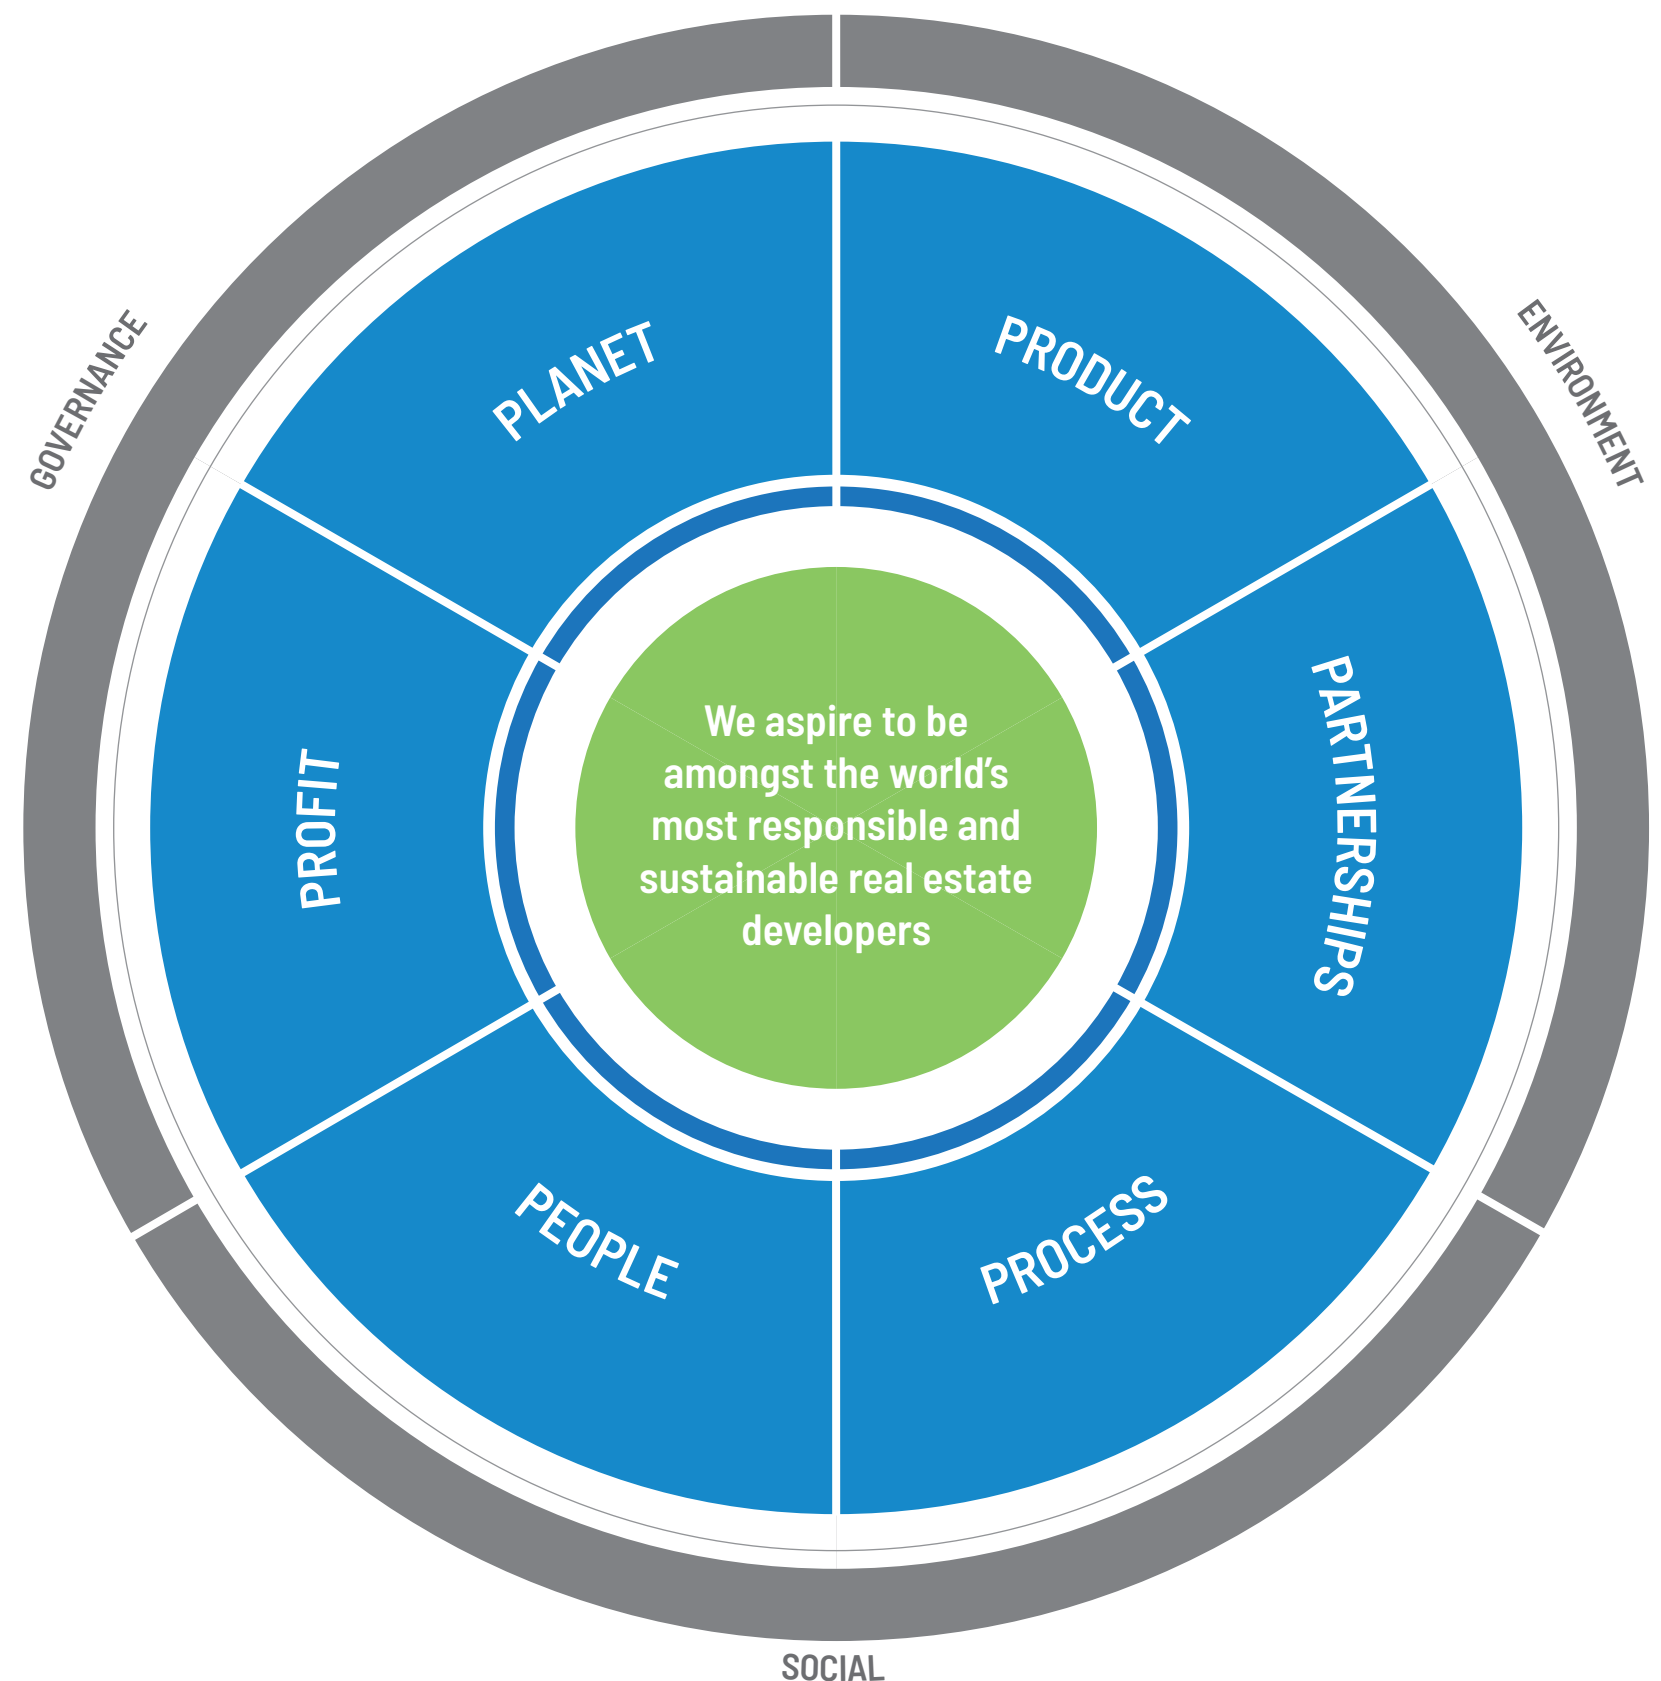 GOVERNANCE
ENVIRONMENT
PLANET
PRODUCT
PROFIT
PARTNERSHIPS
We aspire to be
amongst the world’s
most responsible and
sustainable real estate
developers
PEOPLE
PROCESS
SOCIAL